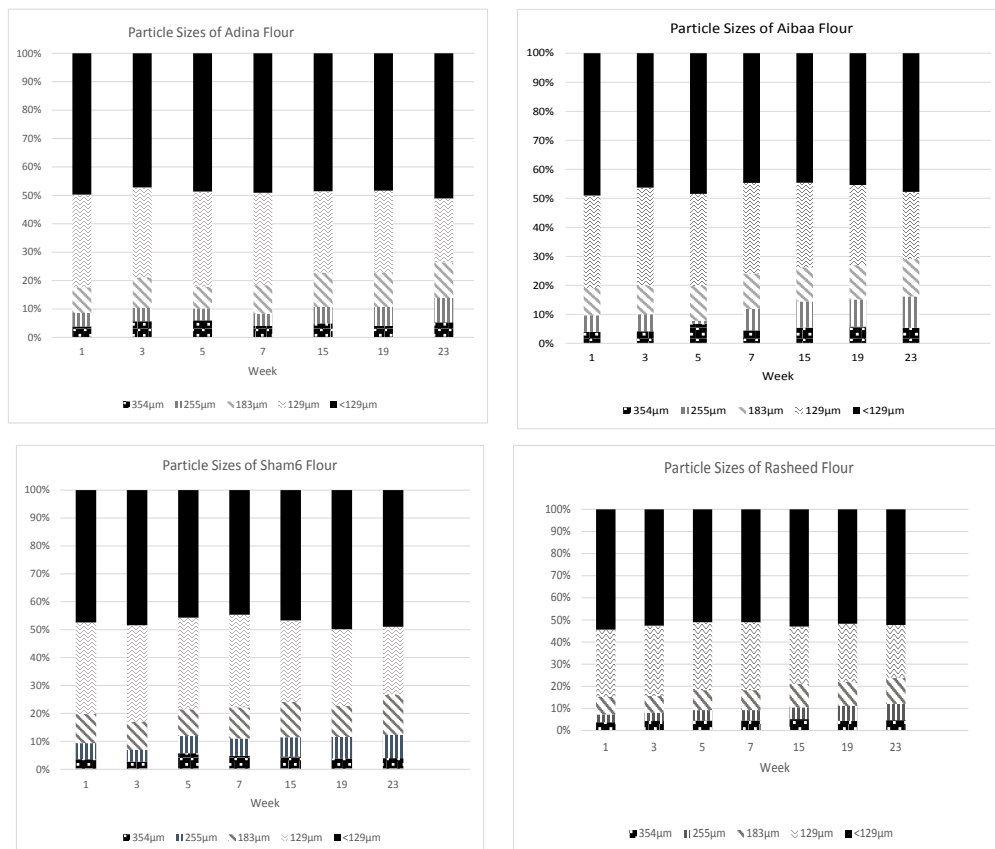 Particle Sizes of Adina Flour
100%
90%
80%
70%
60%
50%
40%
30%
20%
10%
0%
1 3 5 7 15 19 23
Week
354µm 255µm 183µm 129µm <129µm
Particle Sizes of Aibaa Flour
100%
90%
80%
70%
60%
50%
40%
30%
20%
10%
0%
1 3 5 7 15 19 23
Week
354µm 255µm 183µm 129µm <129µm
Particle Sizes of Sham6 Flour
100%
90%
80%
70%
60%
50%
40%
30%
20%
10%
0%
1 3 5 7 15 19 23
Week
354µm 255µm 183µm 129µm <129µm
Particle Sizes of Rasheed Flour
100%
90%
80%
70%
60%
50%
40%
30%
20%
10%
0%
1 3 5 7 15 19 23
Week
354µm 255µm 183µm 129µm <129µm